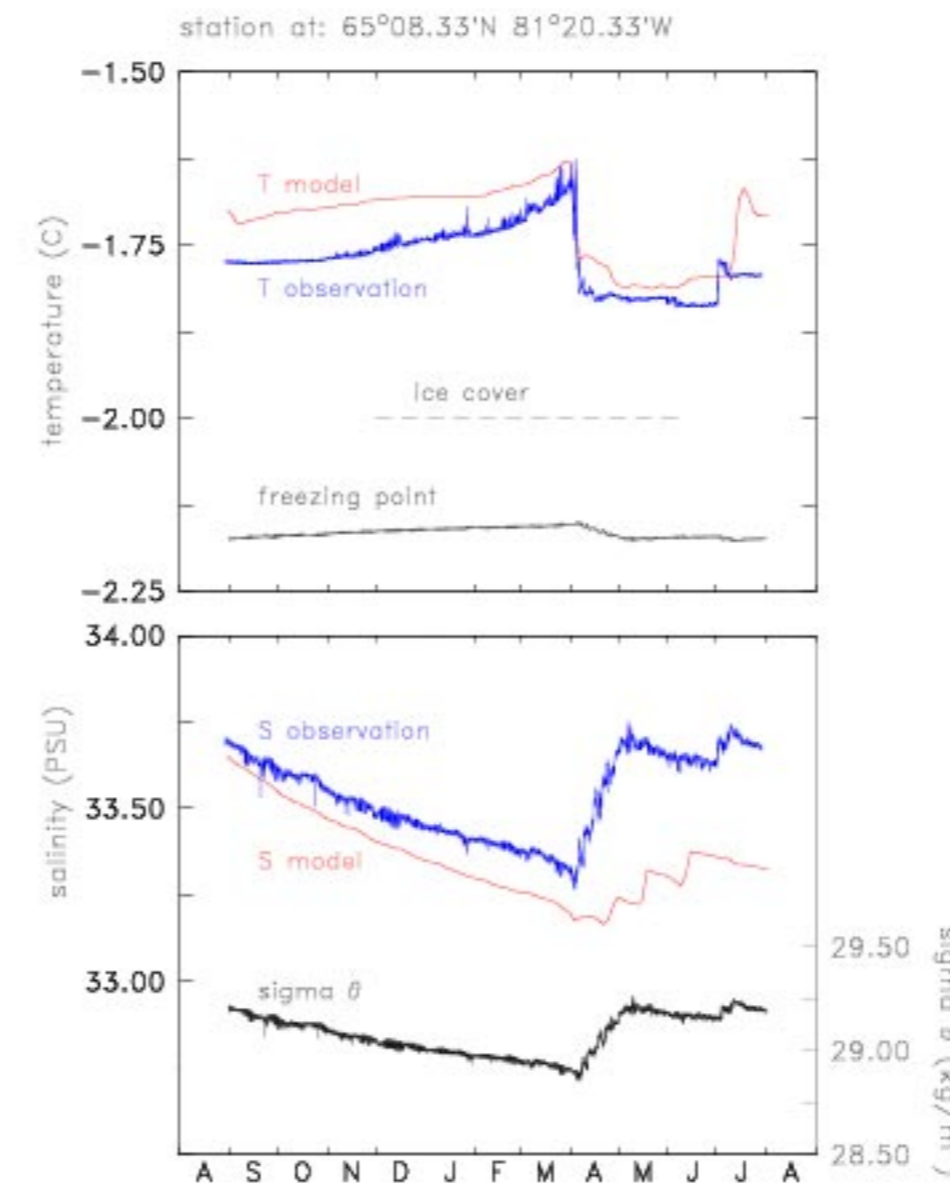 station at: 65°08.33'N 81°20.33'W
−1.50
T model
−1.75
T observation
temperature (C)
Ice cover
−2.00
freezing point
−2.25
34.00
S observation
salinity (PSU)
33.50
S model
29.50
33.00
sigma θ
29.00
28.50
A S O N D J F M A M J J A